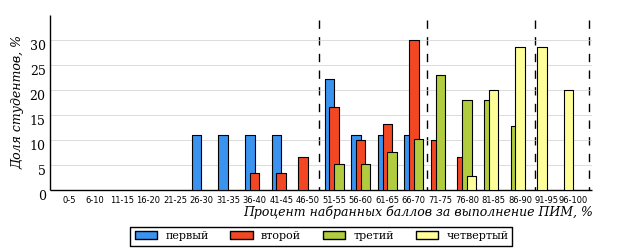 Доля студентов, %
30
25
20
15
10
5
0
0-5 6-10 11-15 16-20 21-25 26-30 31-35 36-40 41-45 46-50 51-55 56-60 61-65 66-70 71-75 76-80 81-85 86-90 91-95 96-100
Процент набранных баллов за выполнение ПИМ, %
первый второй третий четвертый